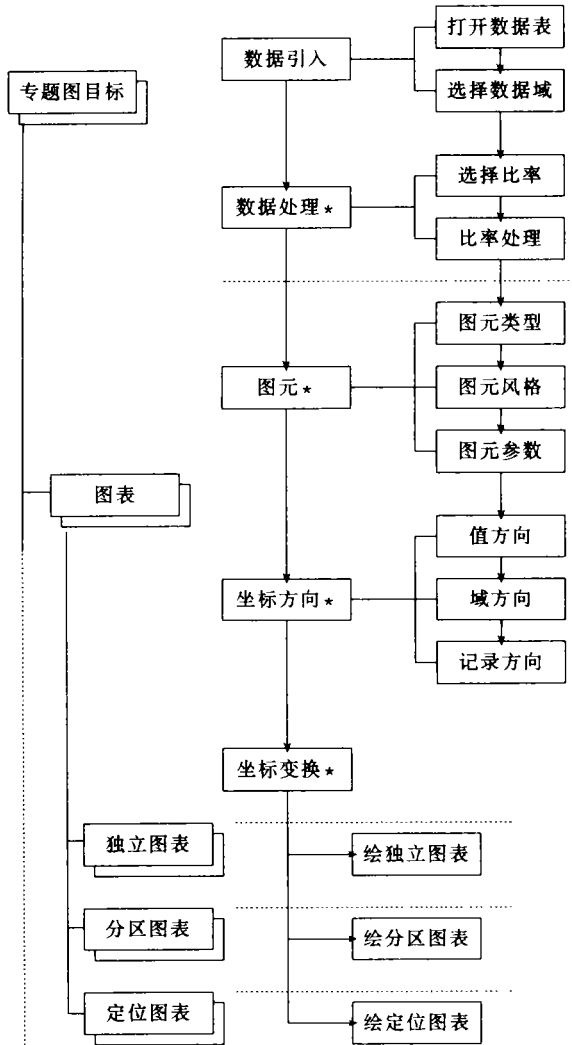 打开数据表
数据引入
专题图目标
选择数据域
选择比率
数据处理*
比率处理
图元类型
图元*
图元风格
图元参数
图表
值方向
坐标方向*
域方向
记录方向
坐标变换*
独立图表
绘独立图表
分区图表
绘分区图表
定位图表
绘定位图表